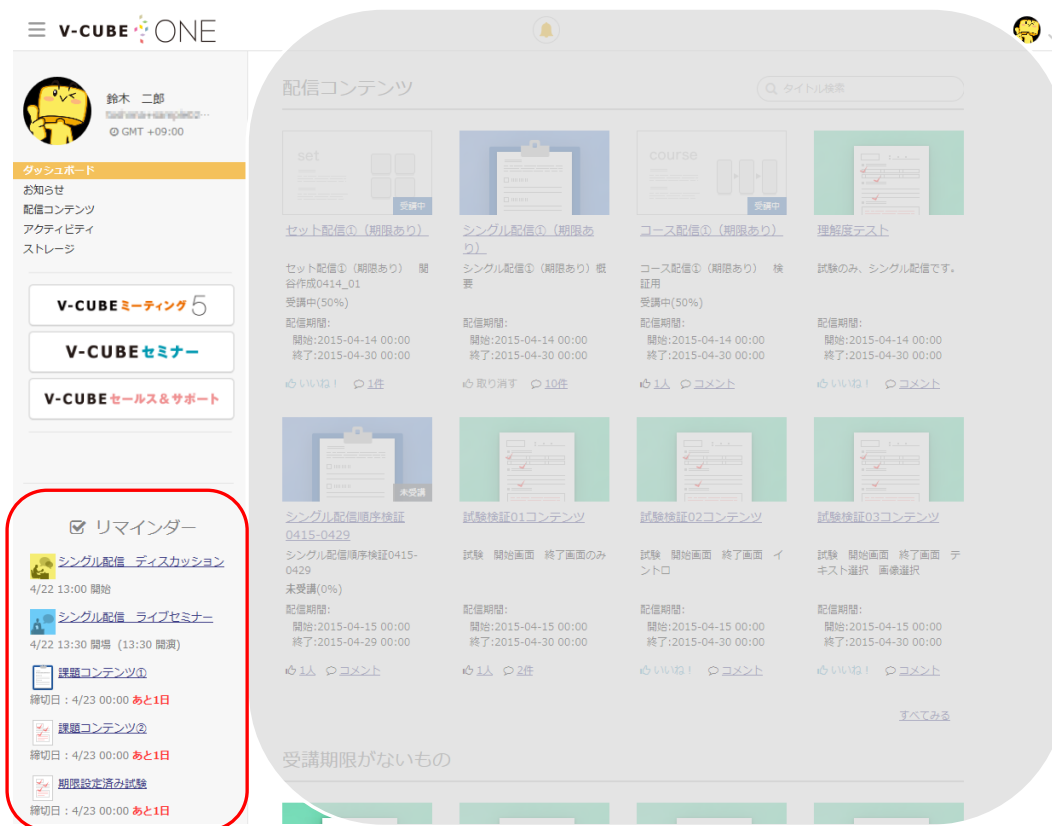 V-CUBE ONE
鈴木 二郎
GMT +09:00
ダッシュボード
お知らせ
配信コンテンツ
アクティビティ
ストレージ
V-CUBE ミーティング 5
V-CUBE セミナー
V-CUBE セールス&サポート
リマインダー
シングル配信 ディスカッション
4/22 13:00 開始
シングル配信 ライブセミナー
4/22 13:30 開場 (13:30 開演)
課題コンテンツ①
締切日：4/23 00:00 あと1日
課題コンテンツ②
締切日：4/23 00:00 あと1日
期限設定済み試験
締切日：4/23 00:00 あと1日
配信コンテンツ
タイトル検索
set
受講中
course
受講中
セット配信①（期限あり）
セット配信①（期限あり） 開
谷作成0414_01
受講中(50%)
配信期間:
開始:2015-04-14 00:00
終了:2015-04-30 00:00
いいね！ 1件
シングル配信①（期限あ
り）
シングル配信①（期限あり）概
要
配信期間:
開始:2015-04-14 00:00
終了:2015-04-30 00:00
取り消す 10件
コース配信①（期限あり）
コース配信①（期限あり） 検
証用
受講中(50%)
配信期間:
開始:2015-04-14 00:00
終了:2015-04-30 00:00
1人 コメント
理解度テスト
試験のみ、シングル配信です。
配信期間:
開始:2015-04-14 00:00
終了:2015-04-30 00:00
いいね！ コメント
未受講
シングル配信順序検証
0415-0429
シングル配信順序検証0415-
0429
未受講(0%)
配信期間:
開始:2015-04-15 00:00
終了:2015-04-29 00:00
1人 コメント
試験検証01コンテンツ
試験 開始画面 終了画面のみ
配信期間:
開始:2015-04-15 00:00
終了:2015-04-30 00:00
1人 2件
試験検証02コンテンツ
試験 開始画面 終了画面 イ
ントロ
配信期間:
開始:2015-04-15 00:00
終了:2015-04-30 00:00
いいね！ コメント
試験検証03コンテンツ
試験 開始画面 終了画面 テ
キスト選択 画像選択
配信期間:
開始:2015-04-15 00:00
終了:2015-04-30 00:00
いいね！ コメント
すべてみる
受講期限がないもの